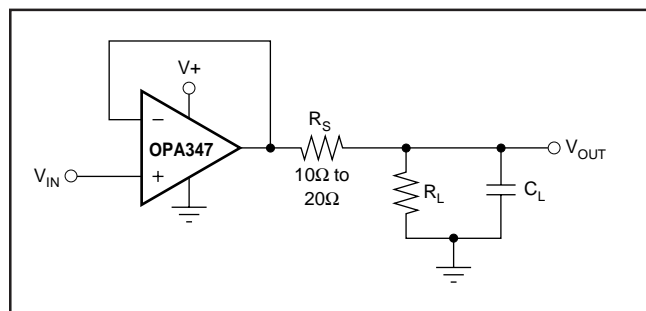 V+
−
OPA347
+
V_IN
R_S
10Ω to
20Ω
R_L
C_L
V_OUT